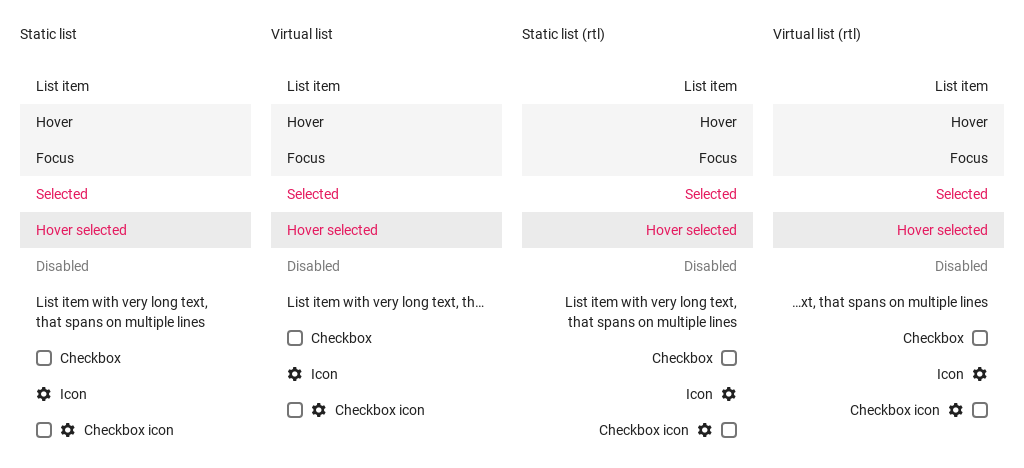 Static list
List item
Hover
Focus
Selected
Hover selected
Disabled
List item with very long text,
that spans on multiple lines
Checkbox
Icon
Checkbox icon
Virtual list
List item
Hover
Focus
Selected
Hover selected
Disabled
List item with very long text, th…
Checkbox
Icon
Checkbox icon
Static list (rtl)
List item
Hover
Focus
Selected
Hover selected
Disabled
List item with very long text,
that spans on multiple lines
Checkbox
Icon
Checkbox icon
Virtual list (rtl)
List item
Hover
Focus
Selected
Hover selected
Disabled
…xt, that spans on multiple lines
Checkbox
Icon
Checkbox icon